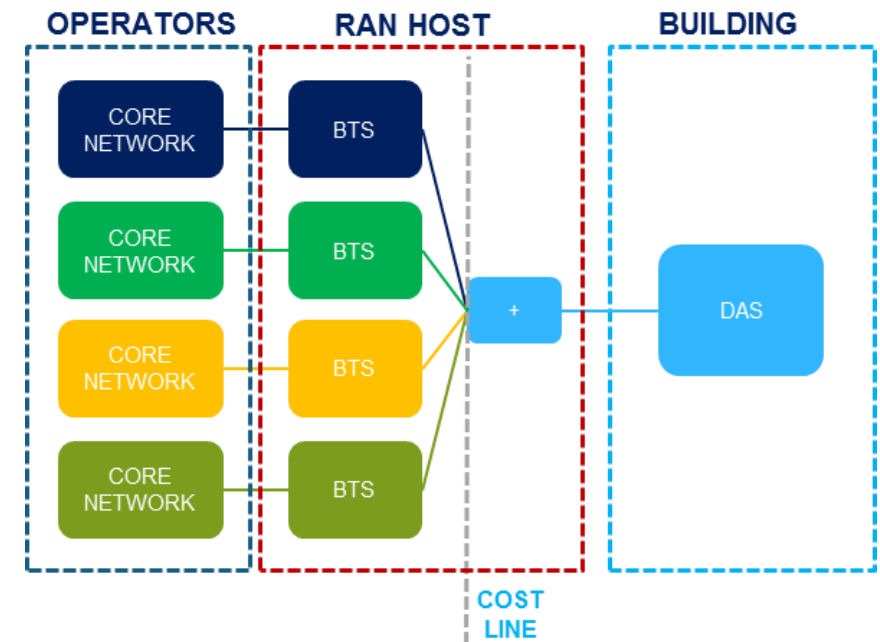 OPERATORS
RAN HOST
BUILDING
CORE
NETWORK
BTS
CORE
NETWORK
BTS
+
DAS
CORE
NETWORK
BTS
CORE
NETWORK
BTS
COST
LINE